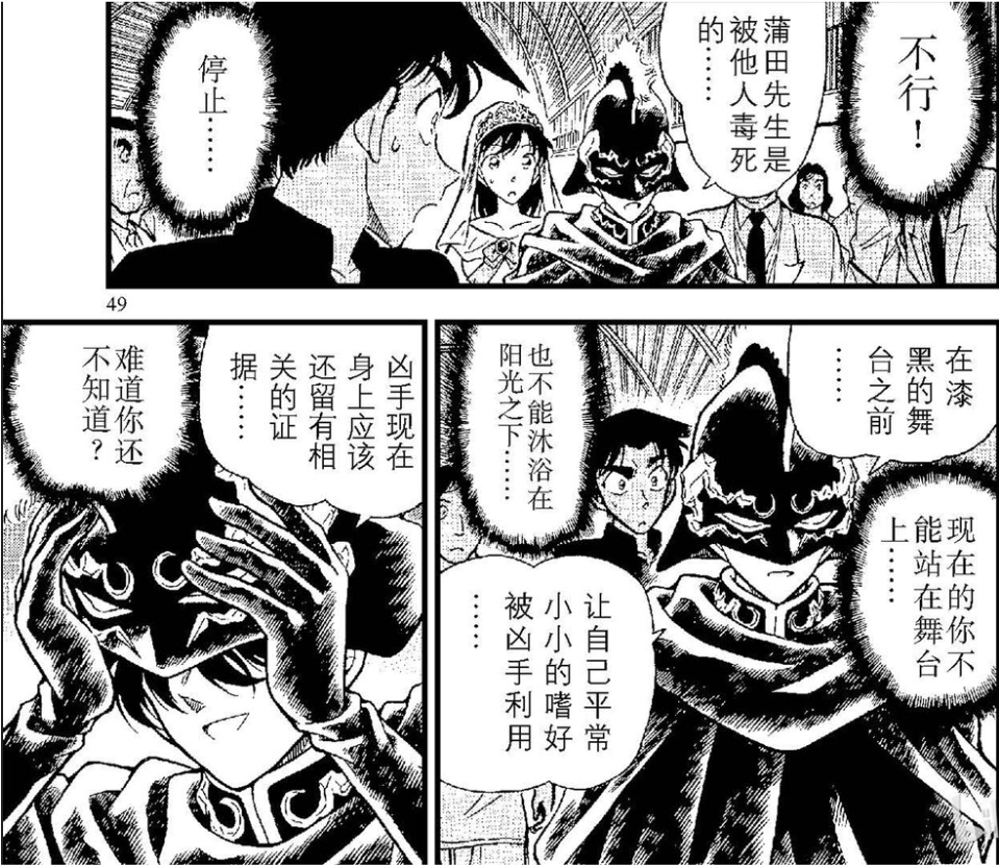 不行！
蒲田先生是
被他人毒死
的……
停止……
49
在漆
黑的舞
台之前
……
现在的你不
能站在舞台
上……
也不能沐浴在
阳光之下……
让自己平常
小小的嗜好
被凶手利用
……
凶手现在
身上应该
还留有相
关的证
据……
难道你还
不知道？